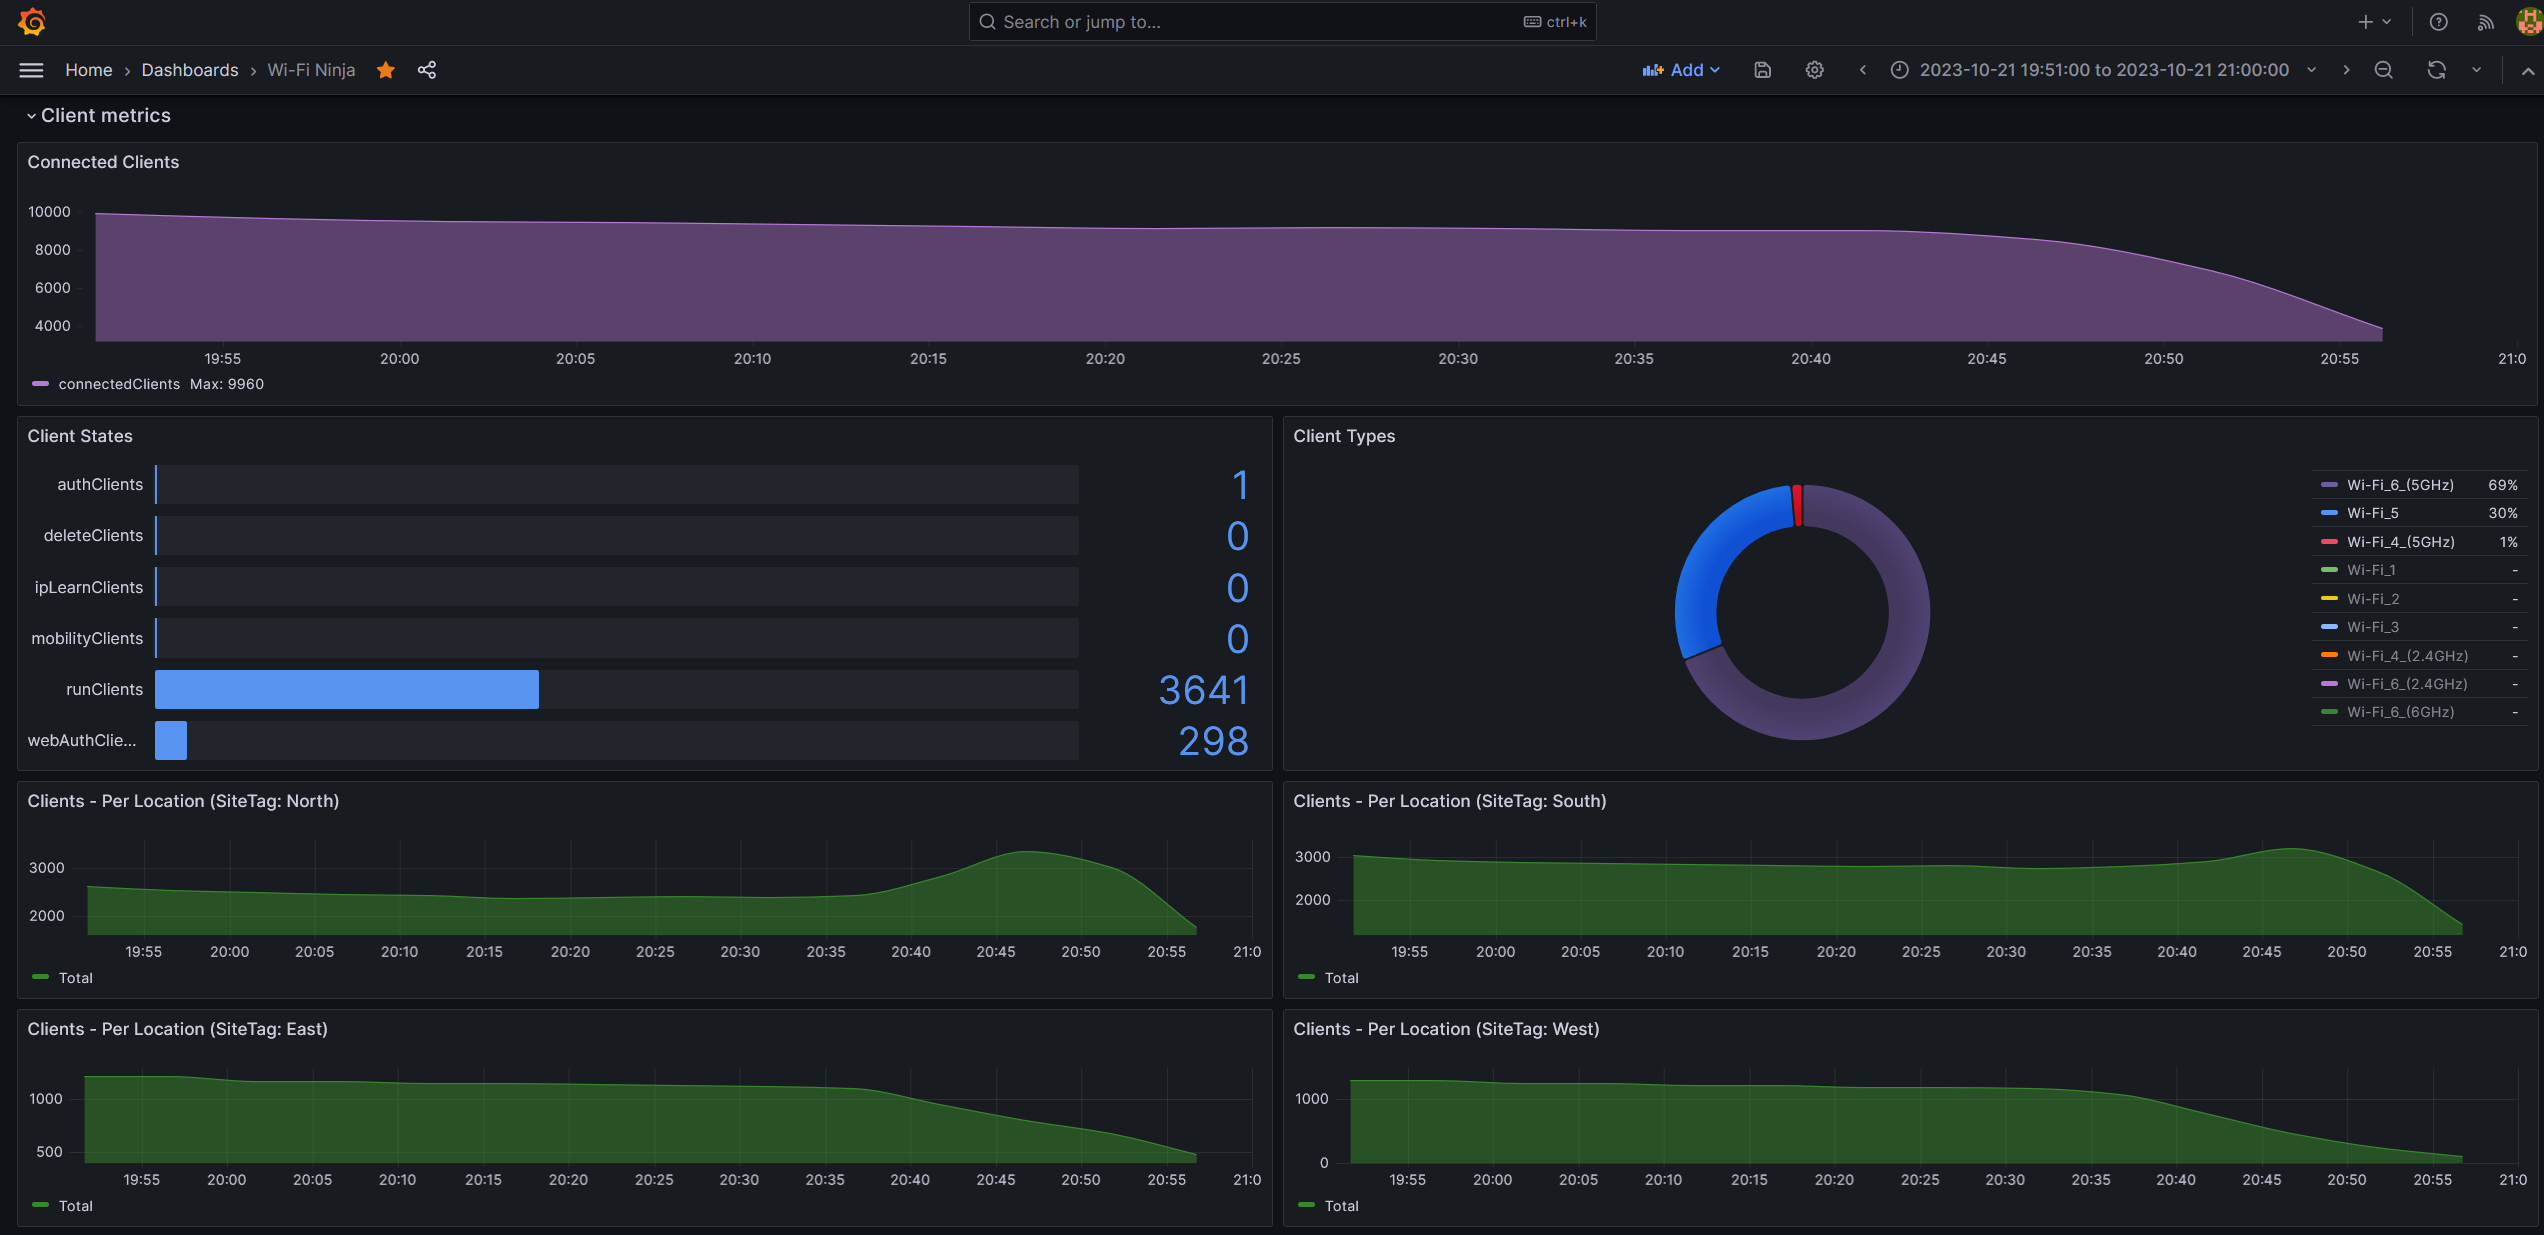 Search or jump to... ctrl+k
Home › Dashboards › Wi-Fi Ninja Add 2023-10-21 19:51:00 to 2023-10-21 21:00:00
Client metrics
Connected Clients
10000
8000
6000
4000
19:55 20:00 20:05 20:10 20:15 20:20 20:25 20:30 20:35 20:40 20:45 20:50 20:55 21:0
connectedClients Max: 9960
Client States
authClients 1
deleteClients 0
ipLearnClients 0
mobilityClients 0
runClients 3641
webAuthClie... 298
Client Types
Wi-Fi_6_(5GHz) 69%
Wi-Fi_5 30%
Wi-Fi_4_(5GHz) 1%
Wi-Fi_1 -
Wi-Fi_2 -
Wi-Fi_3 -
Wi-Fi_4_(2.4GHz) -
Wi-Fi_6_(2.4GHz) -
Wi-Fi_6_(6GHz) -
Clients - Per Location (SiteTag: North)
3000
2000
19:55 20:00 20:05 20:10 20:15 20:20 20:25 20:30 20:35 20:40 20:45 20:50 20:55 21:0
Total
Clients - Per Location (SiteTag: South)
3000
2000
19:55 20:00 20:05 20:10 20:15 20:20 20:25 20:30 20:35 20:40 20:45 20:50 20:55 21:0
Total
Clients - Per Location (SiteTag: East)
1000
500
19:55 20:00 20:05 20:10 20:15 20:20 20:25 20:30 20:35 20:40 20:45 20:50 20:55 21:0
Total
Clients - Per Location (SiteTag: West)
1000
0
19:55 20:00 20:05 20:10 20:15 20:20 20:25 20:30 20:35 20:40 20:45 20:50 20:55 21:0
Total